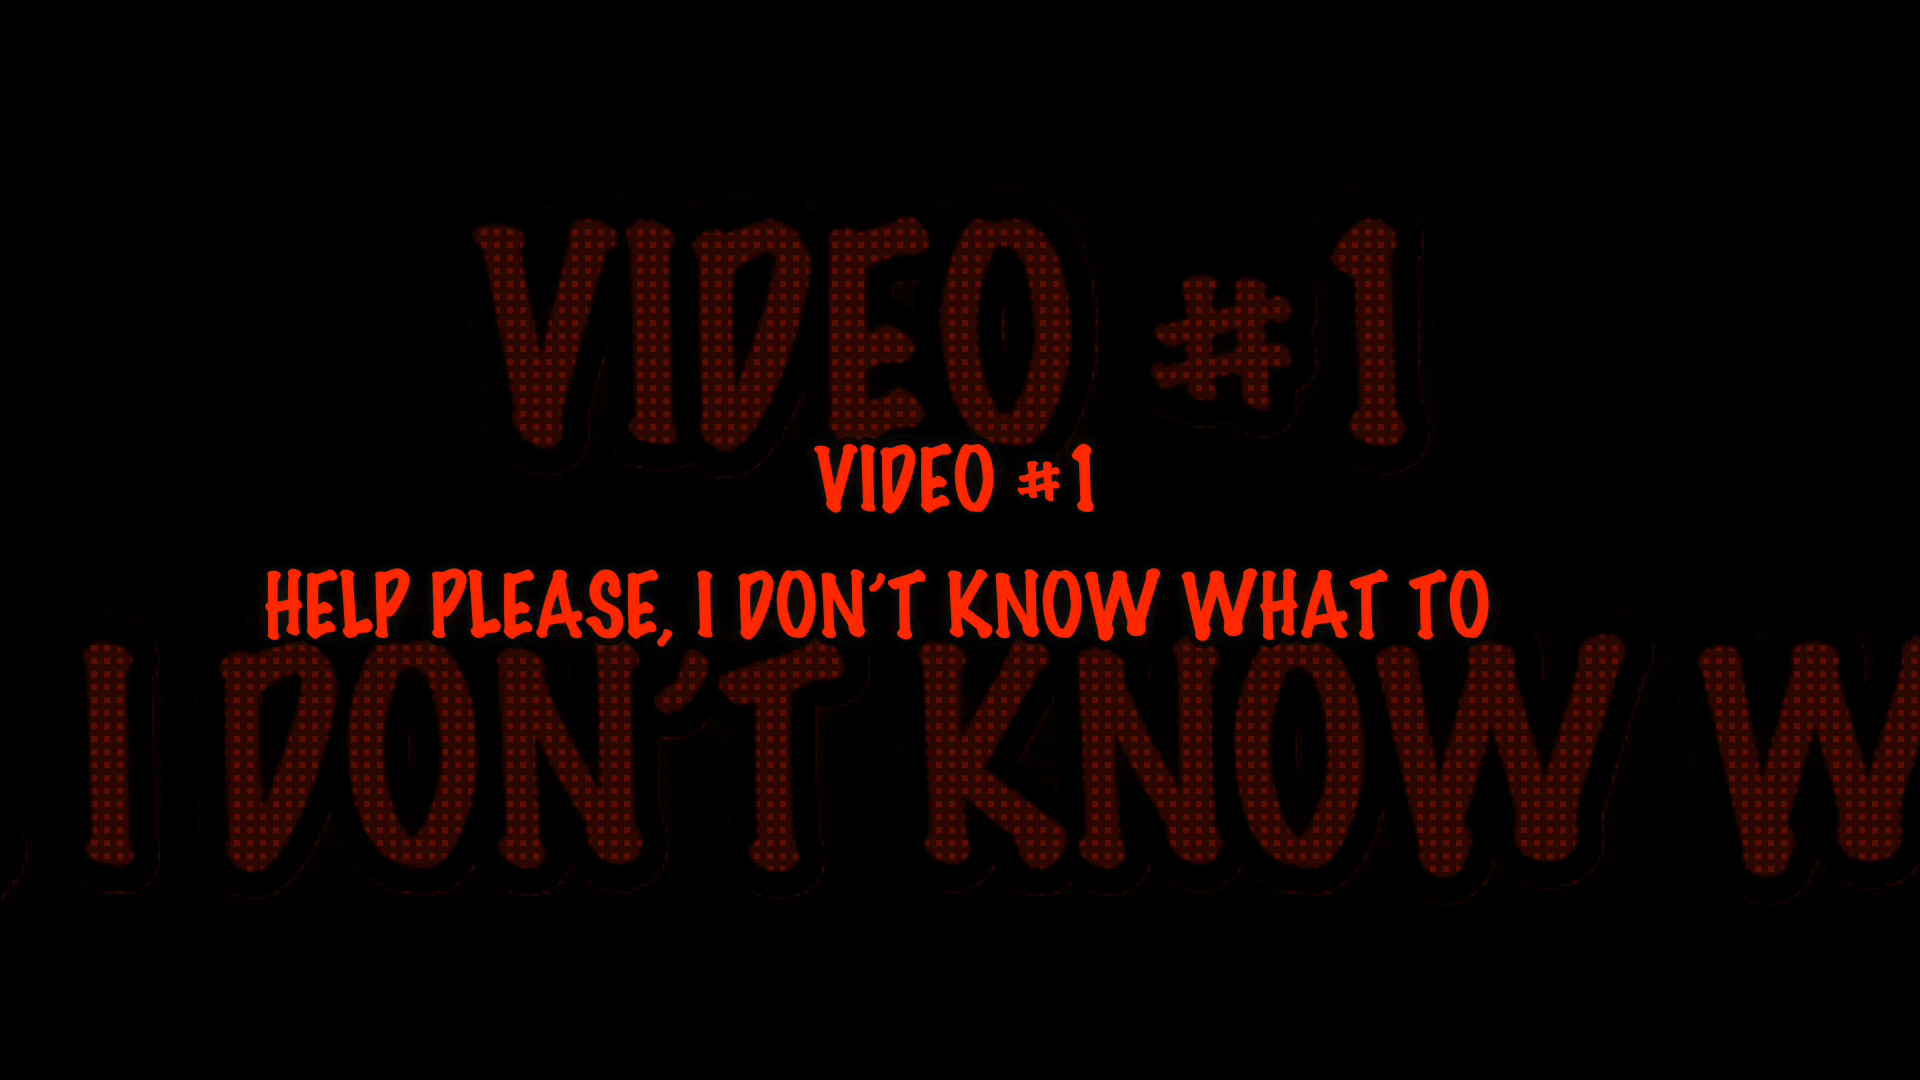 VIDEO #1
VIDEO #1
HELP PLEASE, I DON'T KNOW WHAT TO
, I DON'T KNOW W